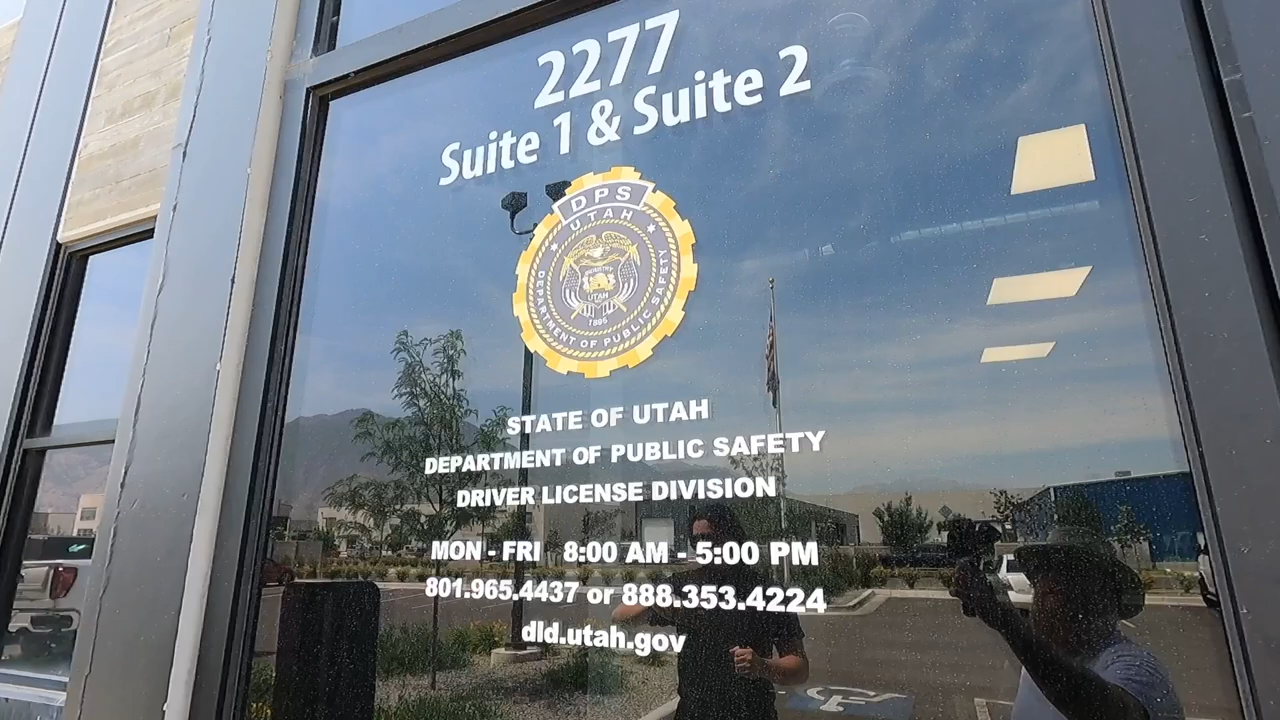 2277
Suite 1 & Suite 2
DPS
UTAH
DEPARTMENT OF PUBLIC SAFETY
INDUSTRY
UTAH
1896
STATE OF UTAH
DEPARTMENT OF PUBLIC SAFETY
DRIVER LICENSE DIVISION
MON - FRI 8:00 AM - 5:00 PM
801.965.4437 or 888.353.4224
dld.utah.gov